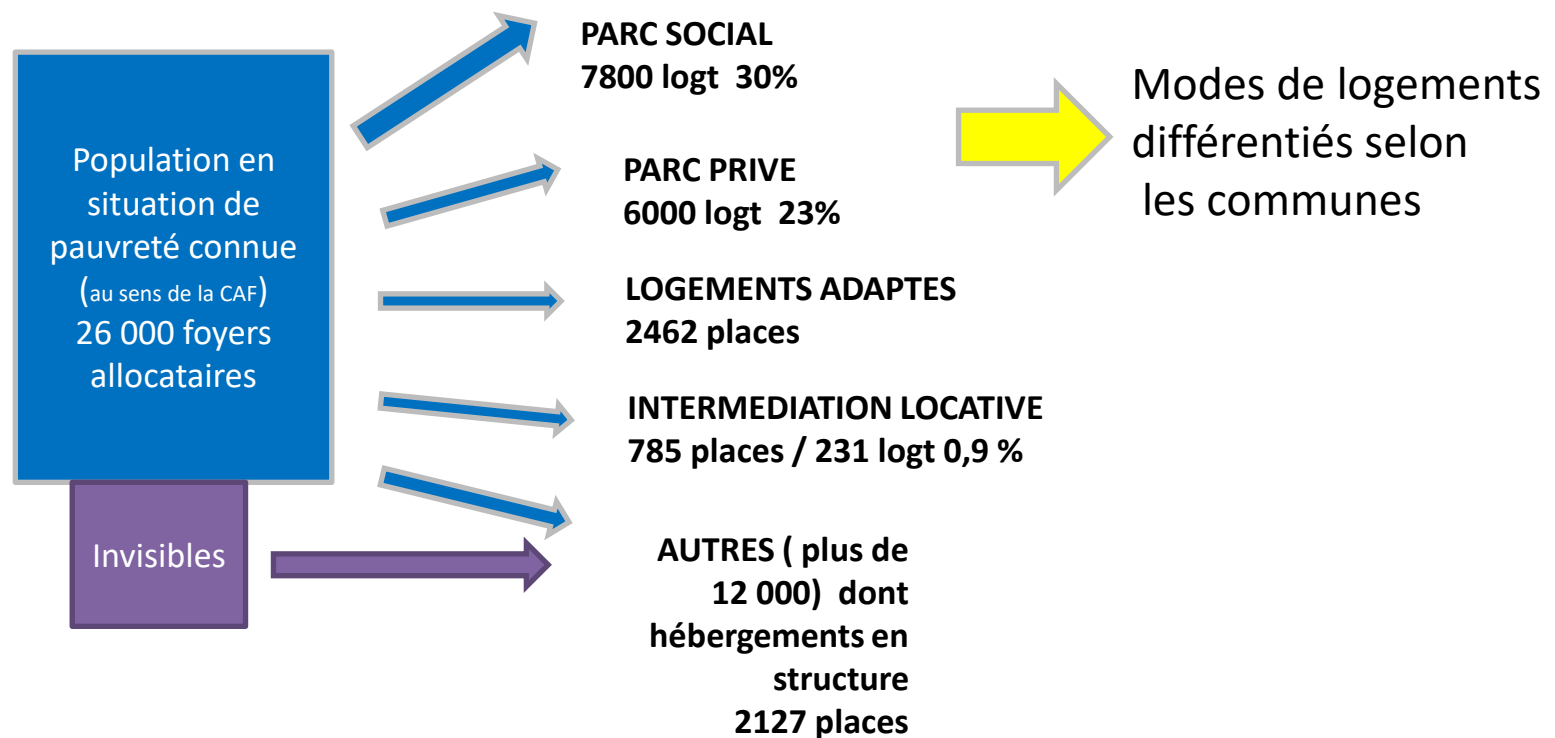 Population en
situation de
pauvreté connue
(au sens de la CAF)
26 000 foyers
allocataires
Invisibles
PARC SOCIAL
7800 logt 30%
PARC PRIVE
6000 logt 23%
LOGEMENTS ADAPTES
2462 places
INTERMEDIATION LOCATIVE
785 places / 231 logt 0,9 %
AUTRES ( plus de
12 000) dont
hébergements en
structure
2127 places
Modes de logements
différentiés selon
les communes